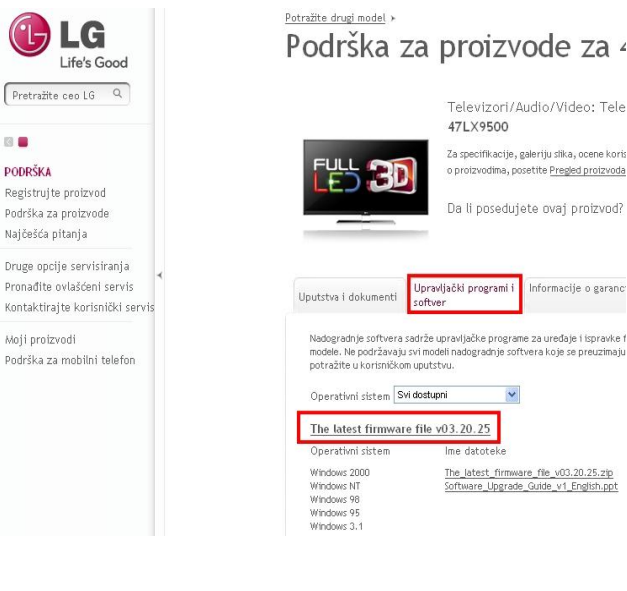 LG
Life's Good
Pretražite ceo LG
PODRŠKA
Registrujte proizvod
Podrška za proizvode
Najčešća pitanja
Druge opcije servisiranja
Pronađite ovlašćeni servis
Kontaktirajte korisnički servis
Moji proizvodi
Podrška za mobilni telefon
Potražite drugi model
Podrška za proizvode za 4
Televizori/Audio/Video: Tele
47LX9500
FULL
LED 3D
Za specifikacije, galeriju slika, ocene koris
o proizvodima, posetite Pregled proizvoda
Da li posedujete ovaj proizvod?
Uputstva i dokumenti
Upravljački programi i
softver
Informacije o garanc
Nadogradnje softvera sadrže upravljačke programe za uređaje i ispravke f
modele. Ne podržavaju svi modeli nadogradnje softvera koje se preuzimaju
potražite u korisničkom uputstvu.
Operativni sistem Svi dostupni
The latest firmware file v03.20.25
Operativni sistem Ime datoteke
Windows 2000 The_latest_firmware_file_v03.20.25.zip
Windows NT Software_Upgrade_Guide_v1_English.ppt
Windows 98
Windows 95
Windows 3.1